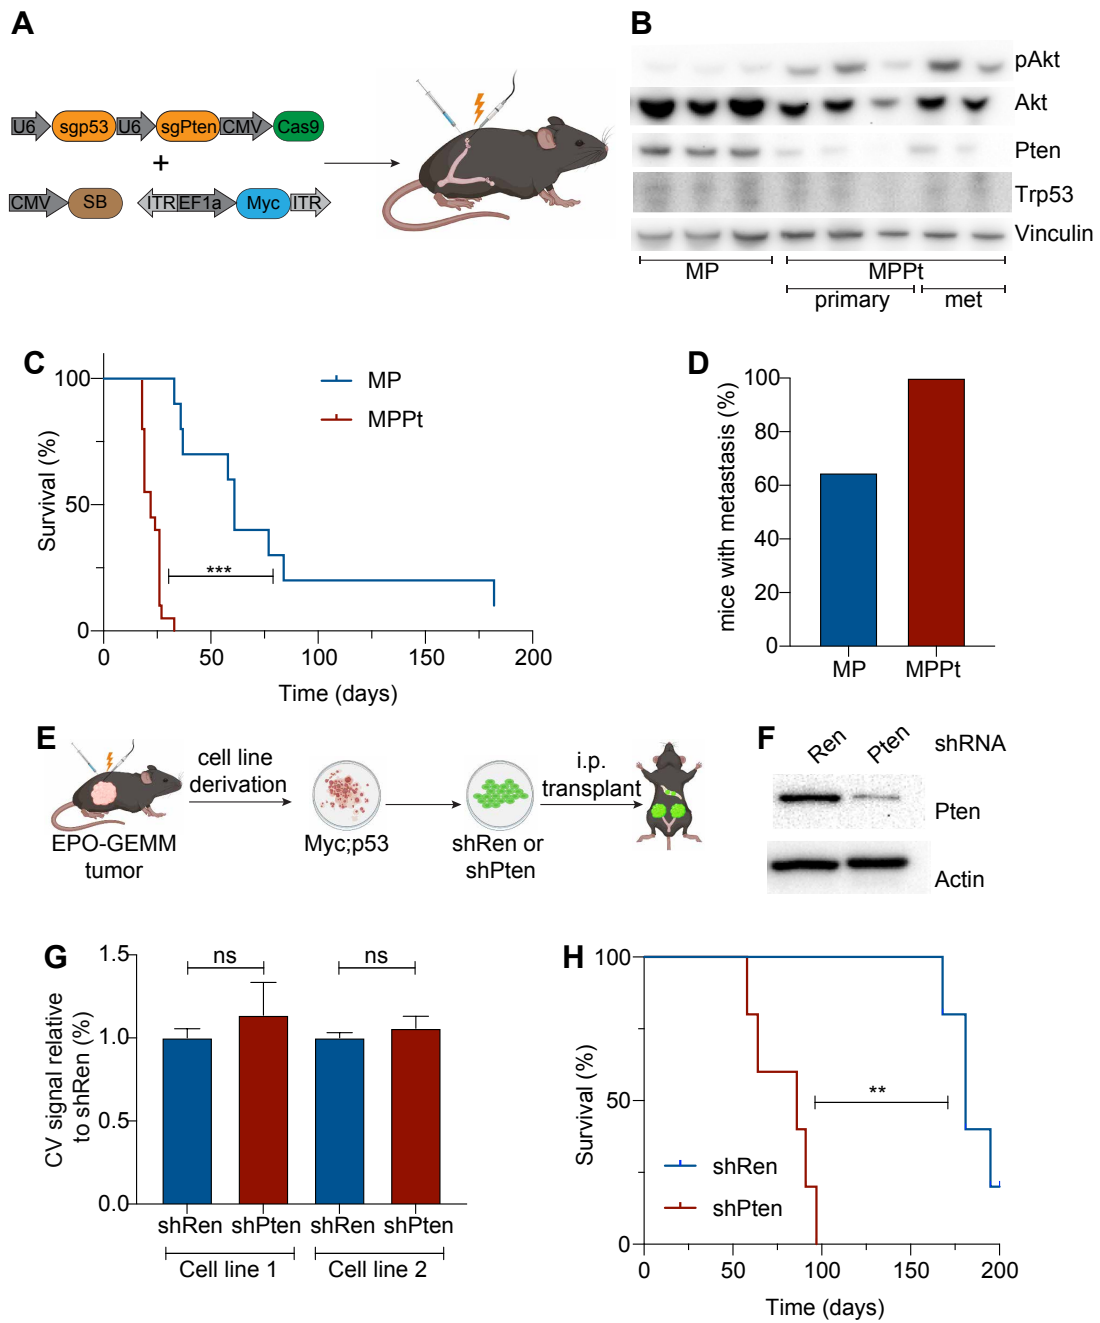 A
U6 sgp53 U6 sgPten CMV Cas9
+
CMV SB ITR EF1a Myc ITR
B
pAkt
Akt
Pten
Trp53
Vinculin
MP MPPt
primary met
C
Survival (%)
100
50
0
0 50 100 150 200
Time (days)
MP
MPPt
***
D
mice with metastasis (%)
100
80
60
40
20
0
MP MPPt
E
EPO-GEMM
tumor
cell line
derivation
Myc;p53
shRen or
shPten
i.p.
transplant
F
Ren Pten shRNA
Pten
Actin
G
CV signal relative
to shRen (%)
1.5
1.0
0.5
0.0
ns ns
shRen shPten shRen shPten
Cell line 1 Cell line 2
H
Survival (%)
100
50
0
**
shRen
shPten
0 50 100 150 200
Time (days)